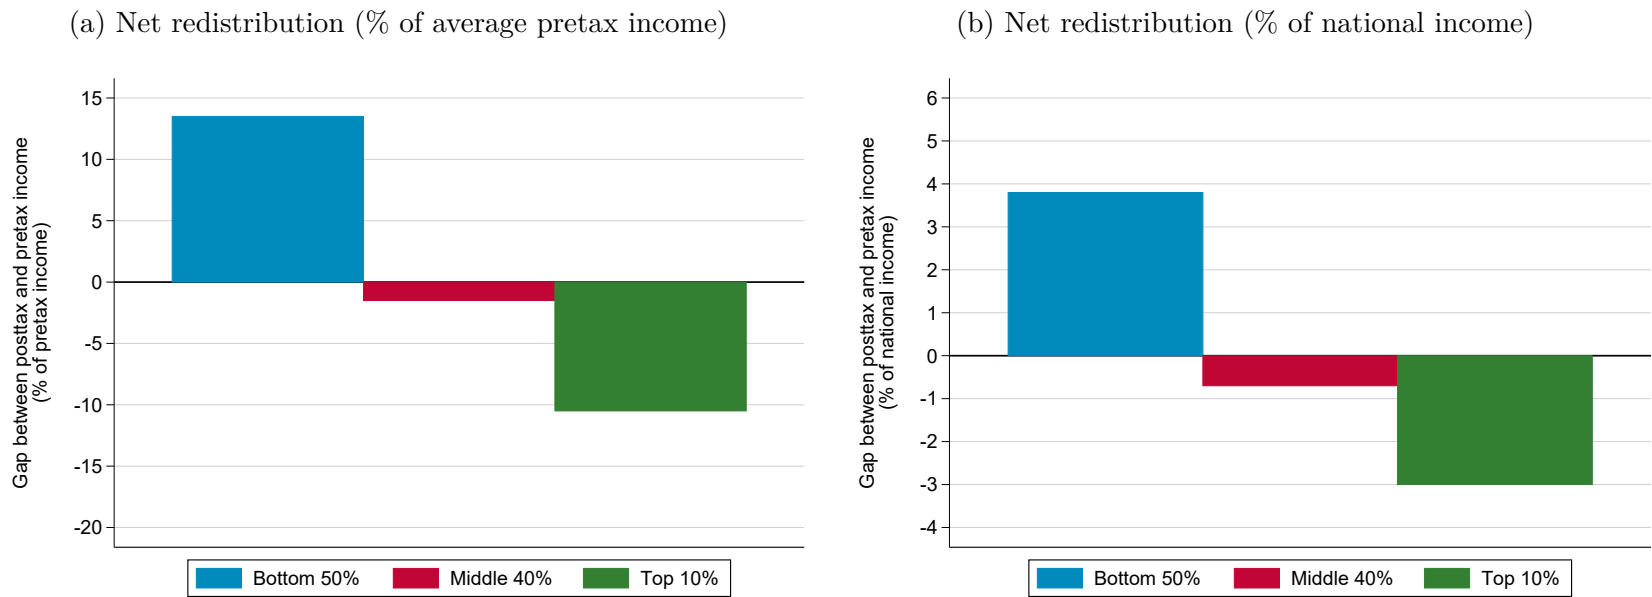 (a) Net redistribution (% of average pretax income)
Gap between posttax and pretax income
(% of pretax income)
15
10
5
0
-5
-10
-15
-20
Bottom 50%
Middle 40%
Top 10%
(b) Net redistribution (% of national income)
Gap between posttax and pretax income
(% of national income)
6
5
4
3
2
1
0
-1
-2
-3
-4
Bottom 50%
Middle 40%
Top 10%